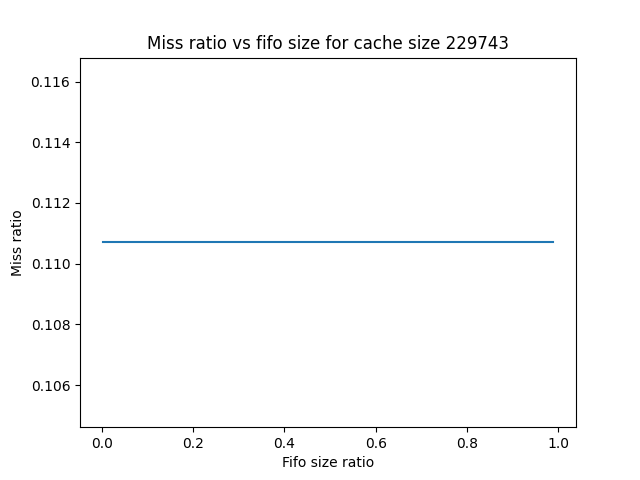 Miss ratio vs fifo size for cache size 229743
0.116
0.114
0.112
0.110
0.108
0.106
Miss ratio
0.0 0.2 0.4 0.6 0.8 1.0
Fifo size ratio